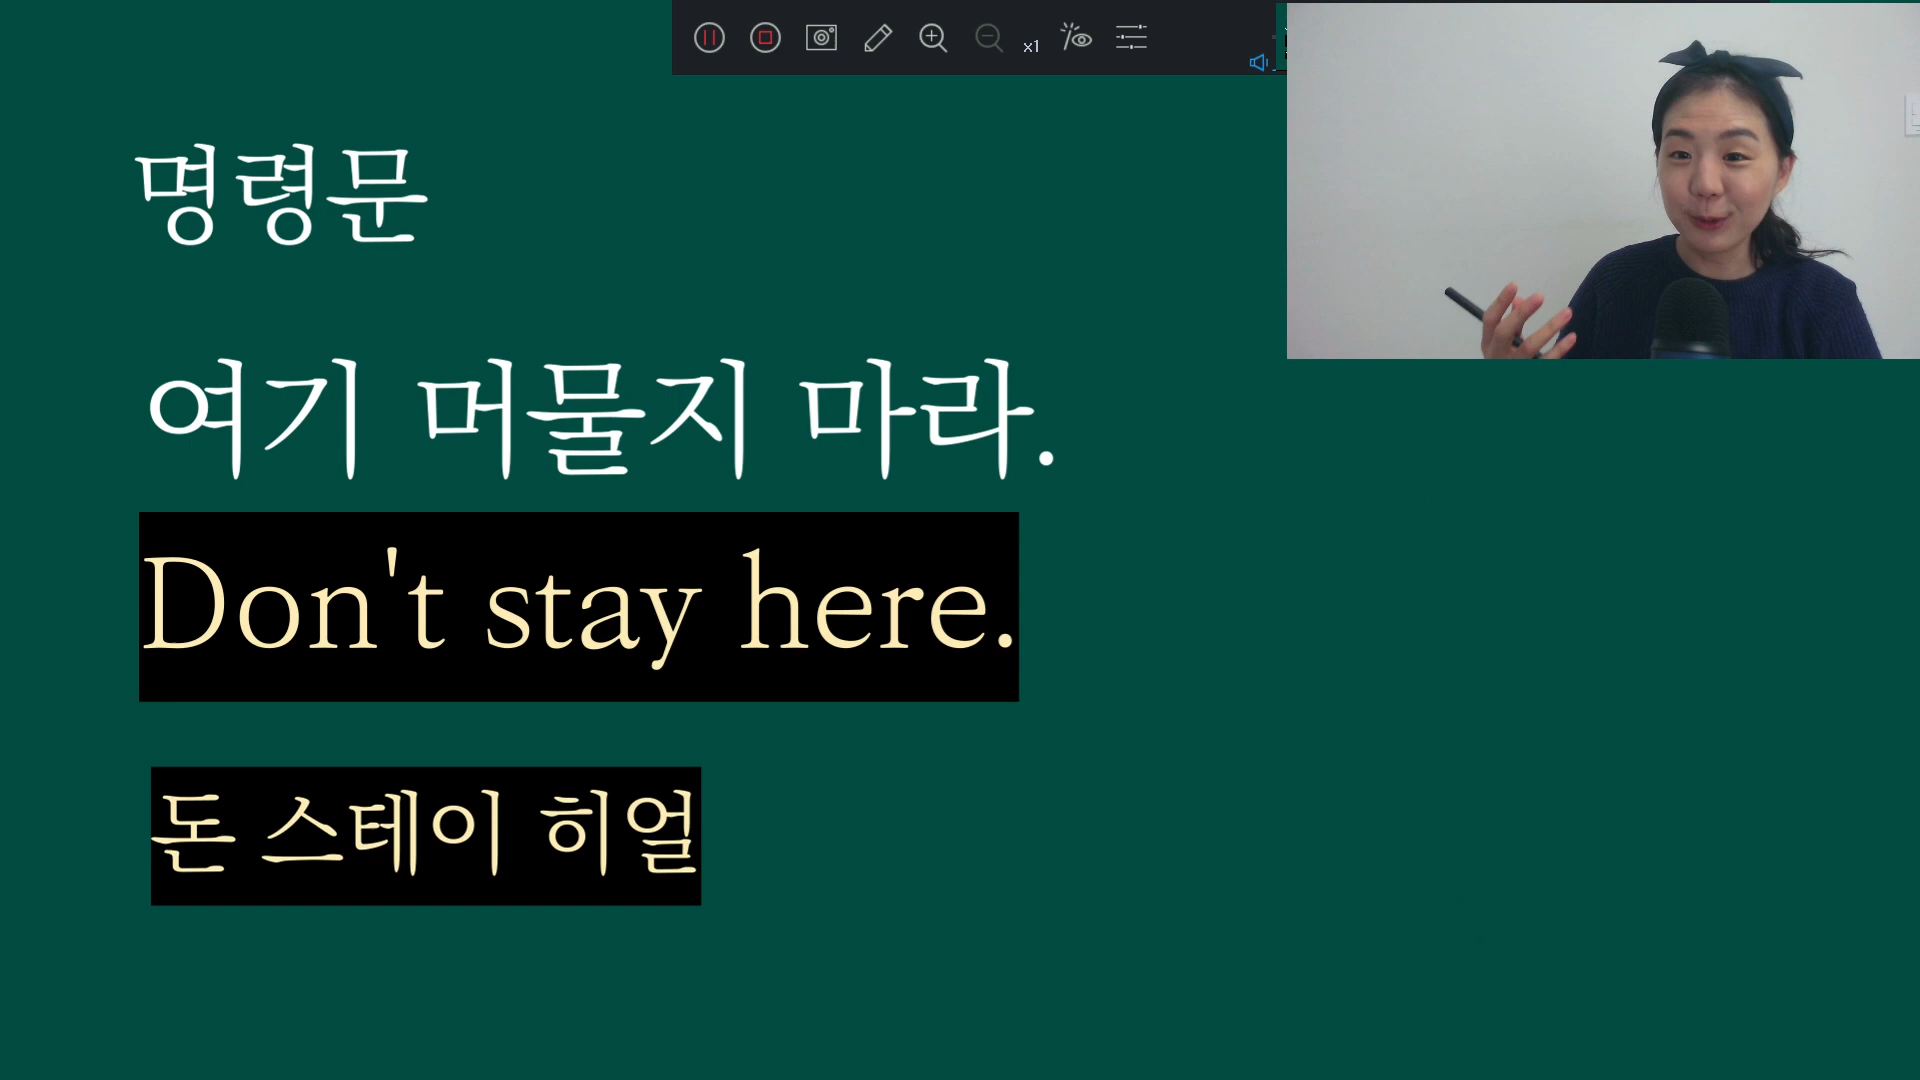 x1
명령문
여기 머물지 마라.
Don't stay here.
돈 스테이 히얼